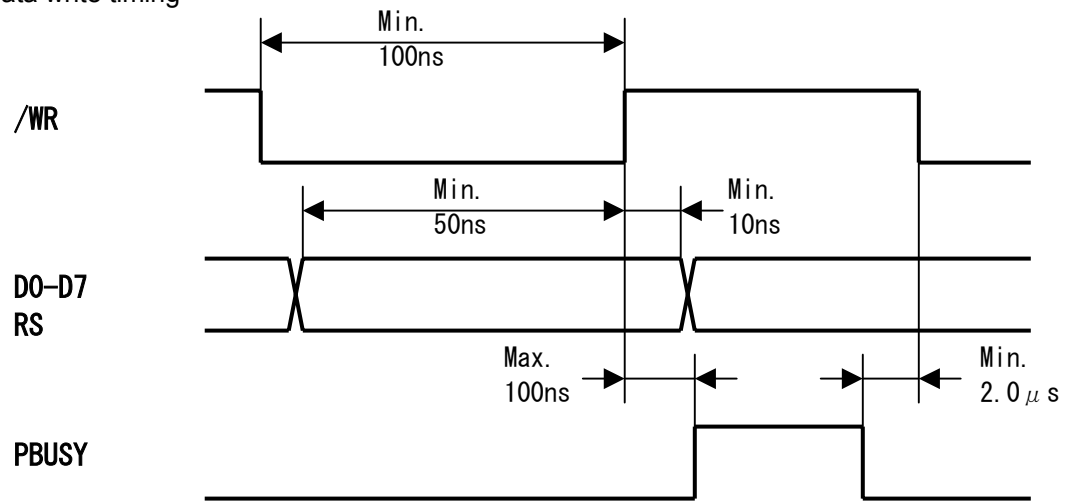 ata write timing
Min.
100ns
/WR
Min.
50ns
Min.
10ns
D0-D7
RS
Max.
100ns
Min.
2.0μs
PBUSY